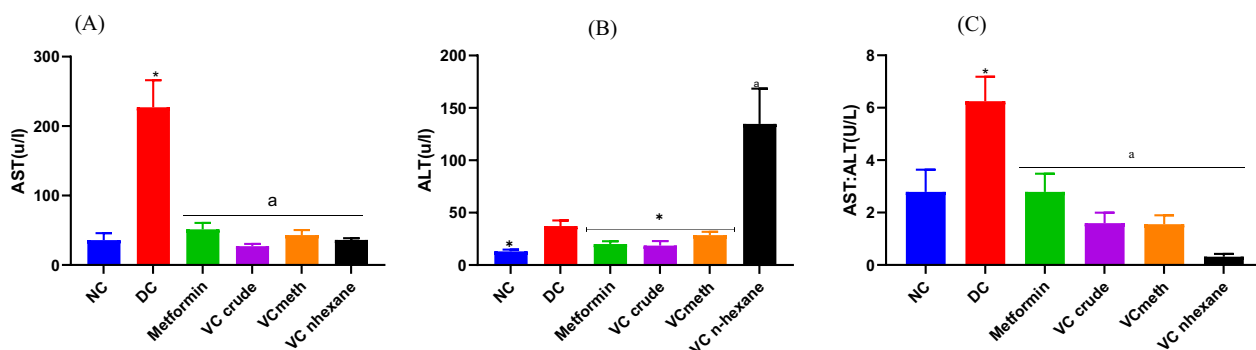 (A)
AST(u/l)
300
200
100
0
*
a
NC
DC
Metformin
VC crude
VCmeth
VC nhexane
(B)
ALT(u/l)
200
150
100
50
0
*
*
a
NC
DC
Metformin
VC crude
VCmeth
VC n-hexane
(C)
AST:ALT(U/L)
8
6
4
2
0
*
a
NC
DC
Metformin
VC crude
VCmeth
VC nhexane